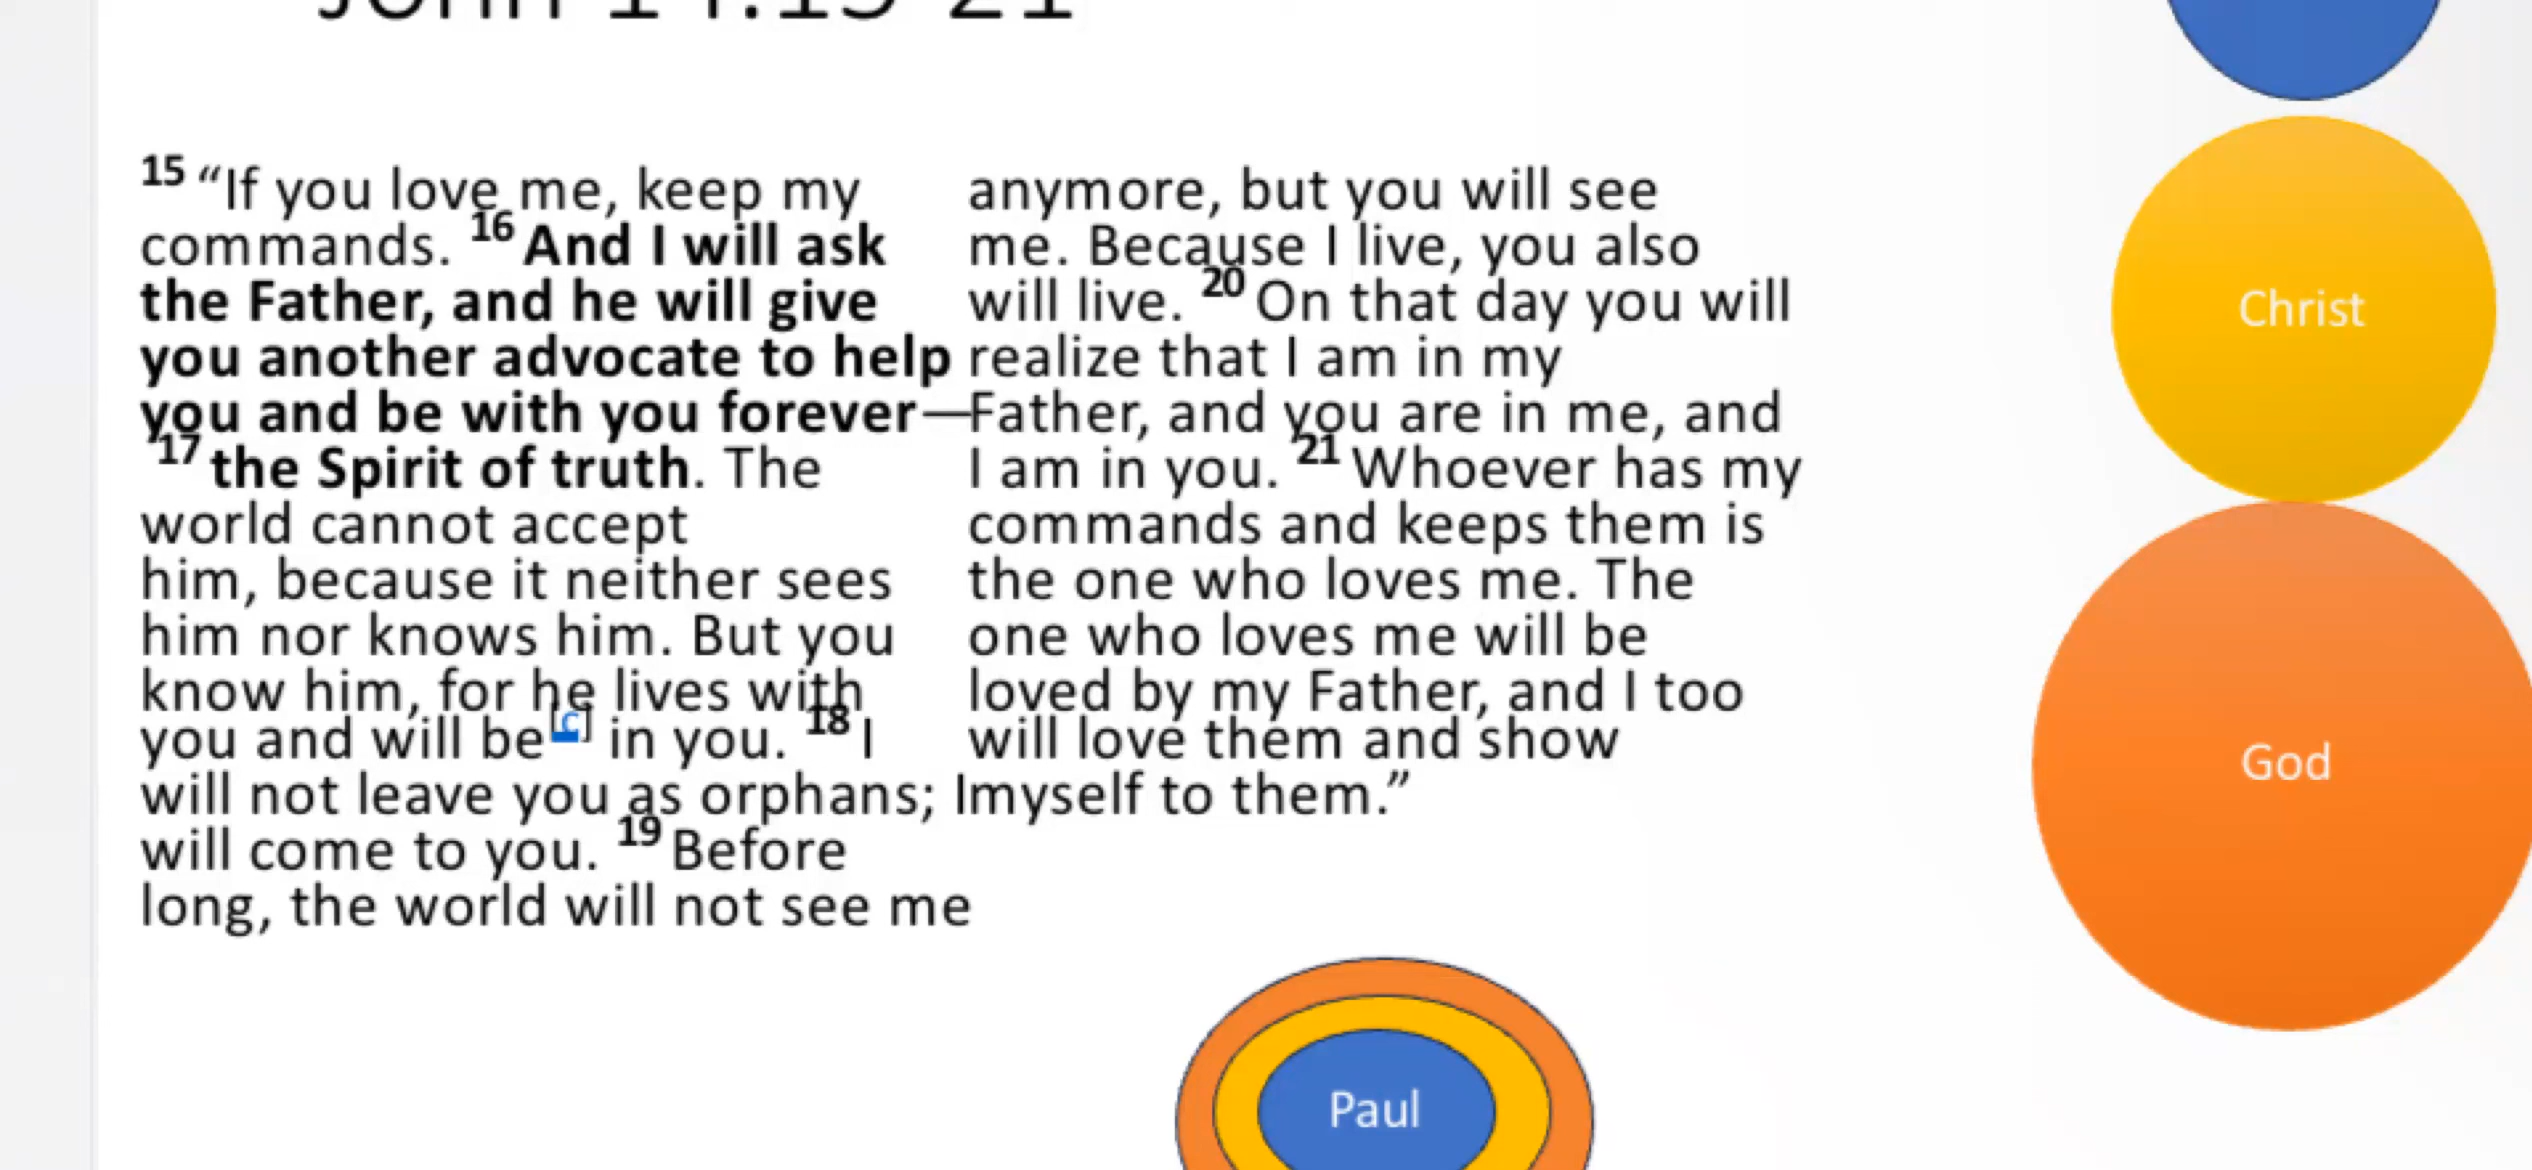 John 14:15-21
15 “If you love me, keep my
commands. 16 And I will ask
the Father, and he will give
you another advocate to help
you and be with you forever—
17 the Spirit of truth. The
world cannot accept
him, because it neither sees
him nor knows him. But you
know him, for he lives with
you and will be[c] in you. 18 I
will not leave you as orphans; I
will come to you. 19 Before
long, the world will not see me
anymore, but you will see
me. Because I live, you also
will live. 20 On that day you will
realize that I am in my
Father, and you are in me, and
I am in you. 21 Whoever has my
commands and keeps them is
the one who loves me. The
one who loves me will be
loved by my Father, and I too
will love them and show
myself to them.”
Christ
God
Paul